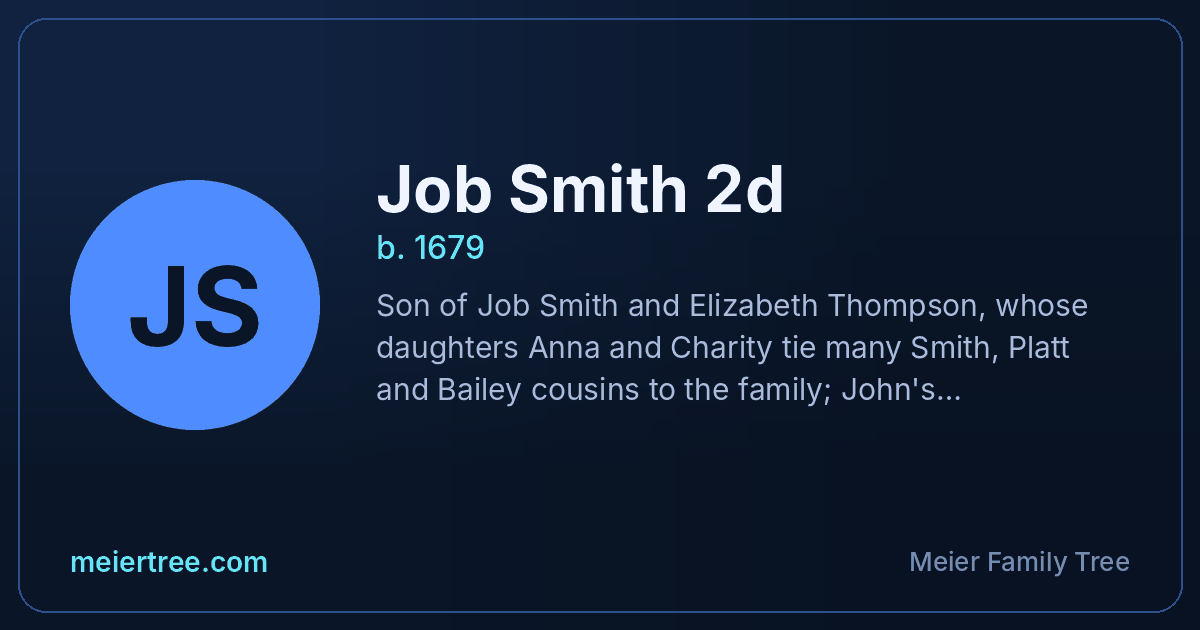 JS
Job Smith 2d
b. 1679
Son of Job Smith and Elizabeth Thompson, whose
daughters Anna and Charity tie many Smith, Platt
and Bailey cousins to the family; John's...
meiertree.com
Meier Family Tree